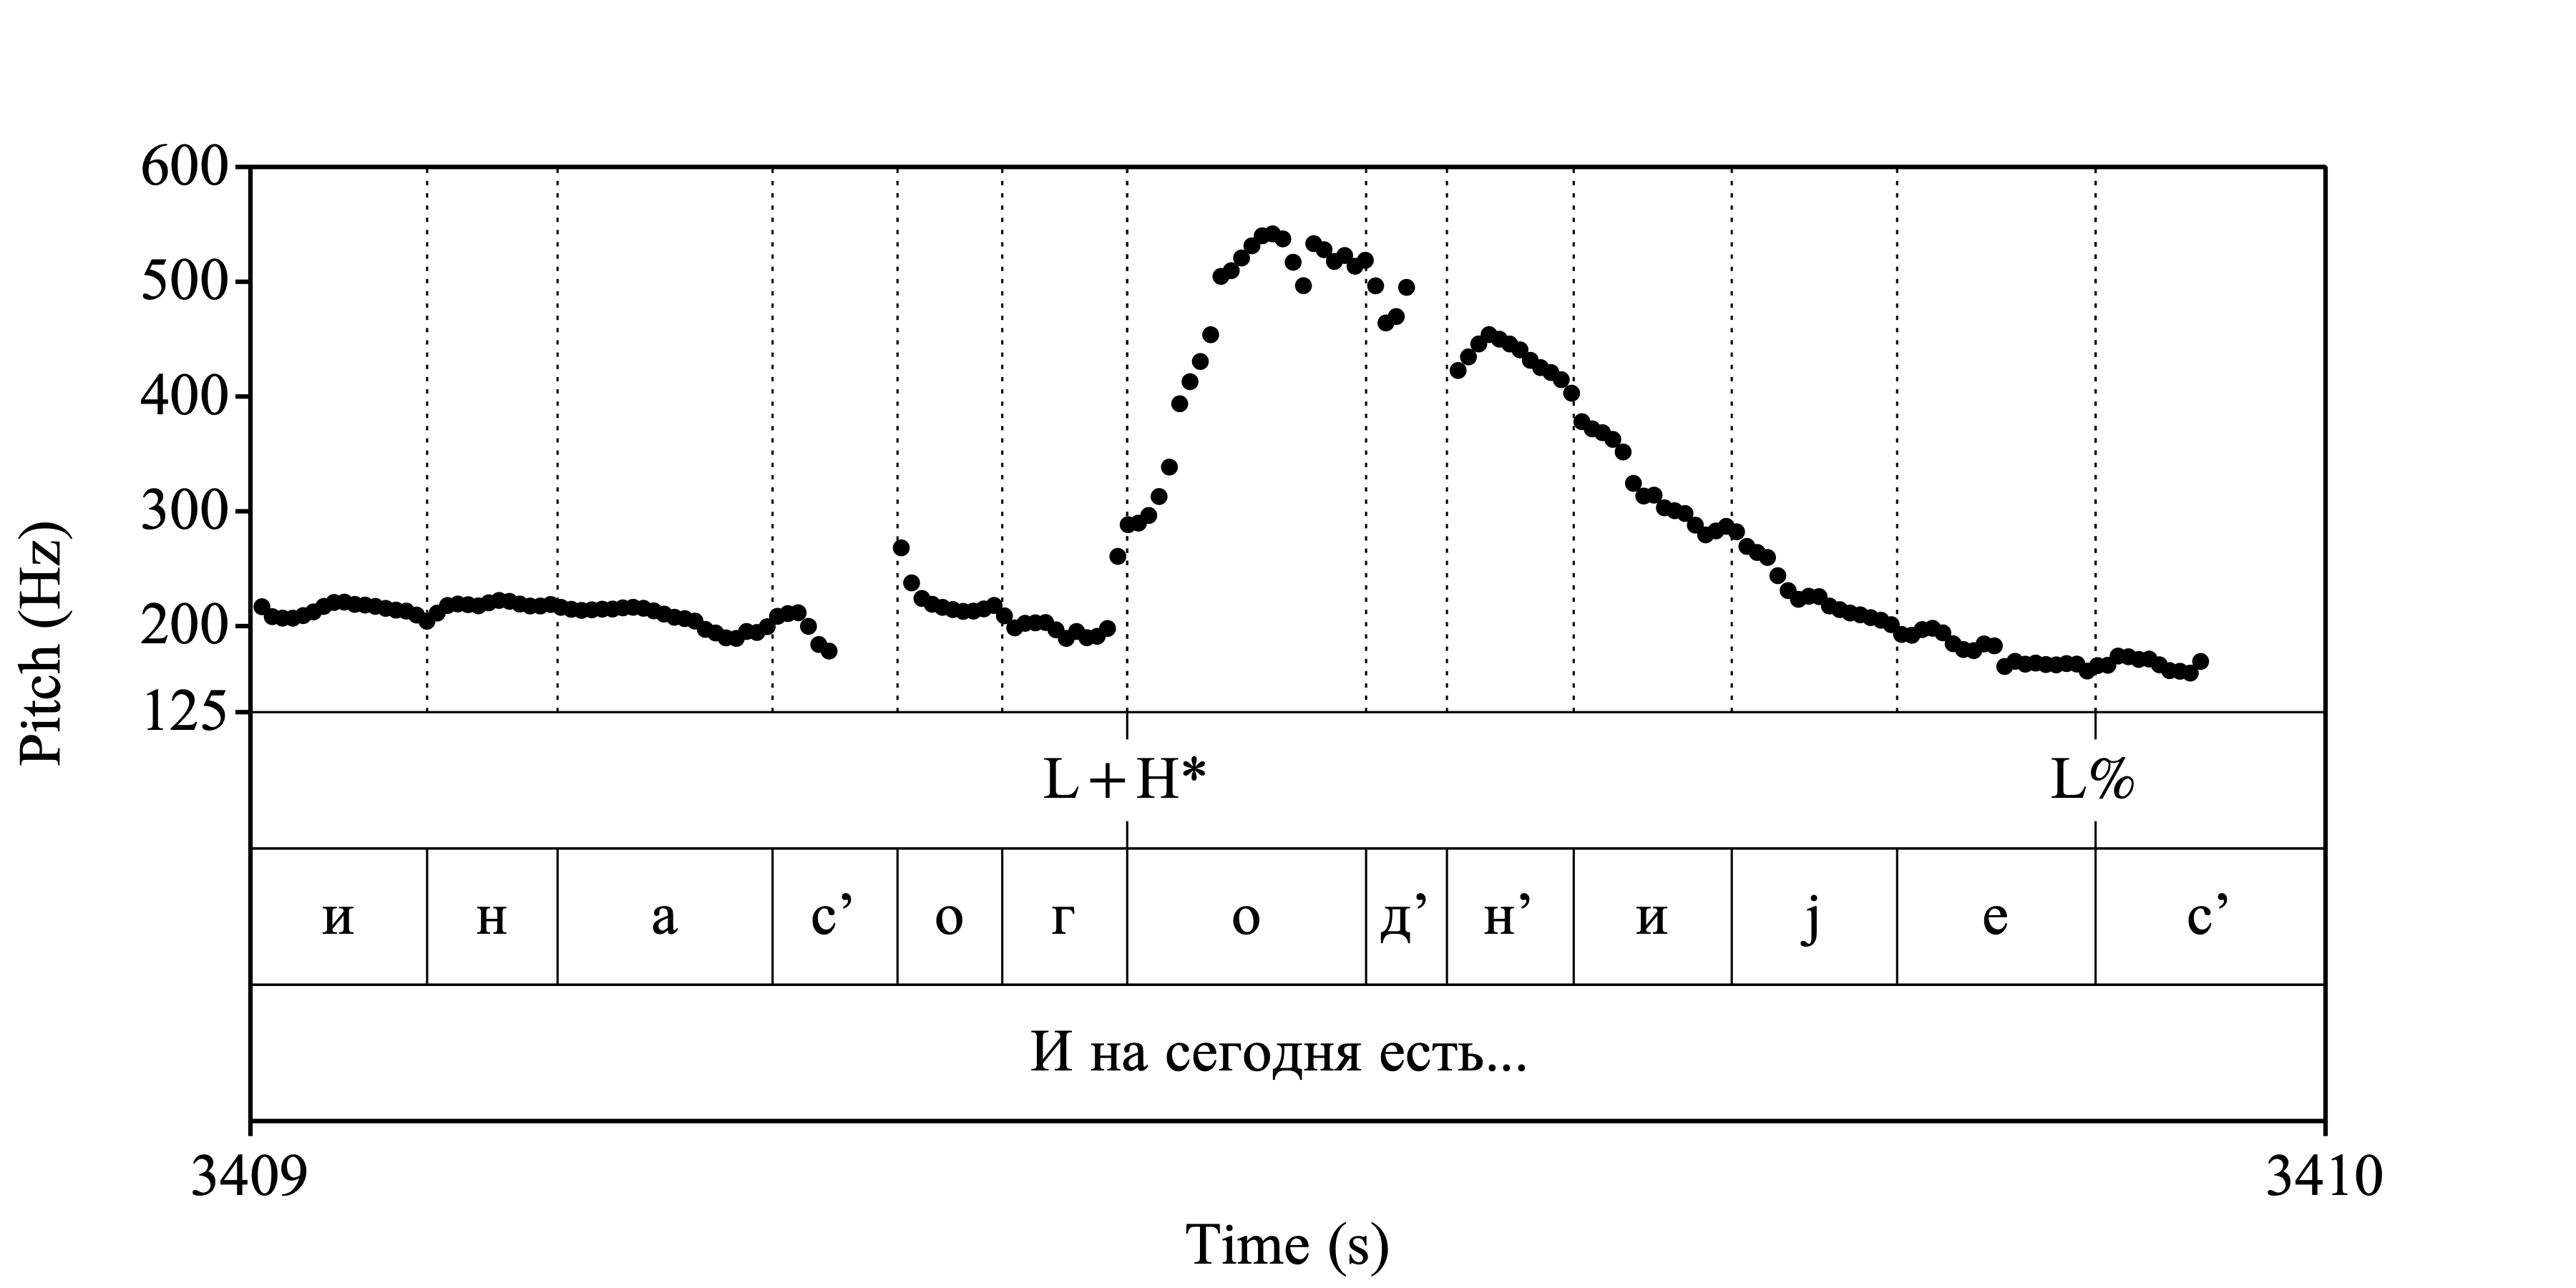 600
500
400
300
200
125
Pitch (Hz)
L+H* L%
и н а с’ о г о д’ н’ и j е с’
И на сегодня есть...
3409 3410
Time (s)